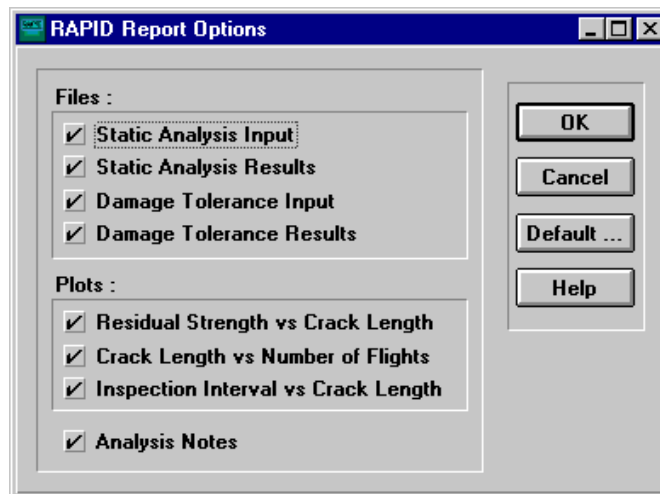 RAPID Report Options
Files :
Static Analysis Input
Static Analysis Results
Damage Tolerance Input
Damage Tolerance Results
Plots :
Residual Strength vs Crack Length
Crack Length vs Number of Flights
Inspection Interval vs Crack Length
Analysis Notes
OK
Cancel
Default ...
Help